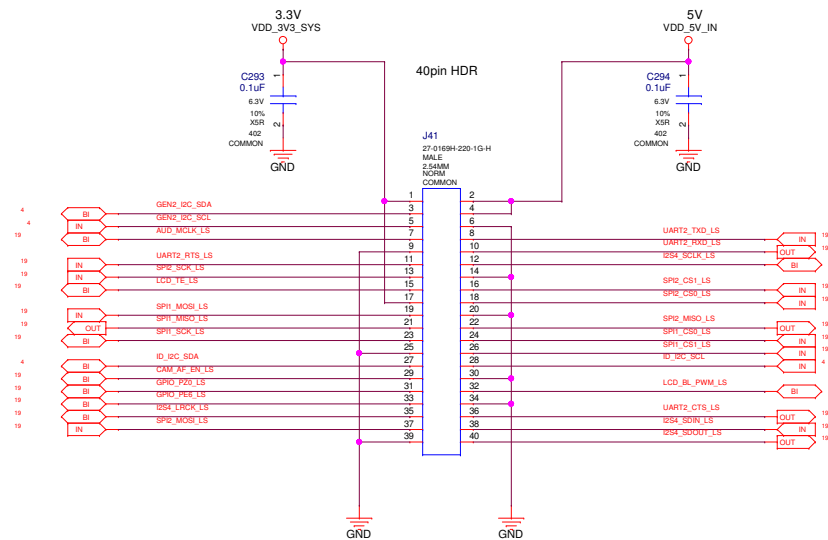 3.3V
VDD_3V3_SYS
5V
VDD_5V_IN
40pin HDR
C293
0.1uF
6.3V
10%
X5R
402
COMMON
1
2
GND
C294
0.1uF
6.3V
10%
X5R
402
COMMON
1
2
GND
J41
27-0169H-220-1G-H
MALE
2.54MM
NORM
COMMON
1 2
4 BI GEN2_I2C_SDA 3 4
4 IN GEN2_I2C_SCL 5 6
19 BI AUD_MCLK_LS 7 8 UART2_TXD_LS IN 19
9 10 UART2_RXD_LS OUT 19
19 IN UART2_RTS_LS 11 12 I2S4_SCLK_LS BI 19
19 IN SPI2_SCK_LS 13 14
19 BI LCD_TE_LS 15 16 SPI2_CS1_LS IN 19
17 18 SPI2_CS0_LS IN 19
19 IN SPI1_MOSI_LS 19 20
19 OUT SPI1_MISO_LS 21 22 SPI2_MISO_LS OUT 19
19 BI SPI1_SCK_LS 23 24 SPI1_CS0_LS IN 19
25 26 SPI1_CS1_LS IN 19
4 BI ID_I2C_SDA 27 28 ID_I2C_SCL IN 4
19 BI CAM_AF_EN_LS 29 30
19 BI GPIO_PZ0_LS 31 32 LCD_BL_PWM_LS BI 19
19 BI GPIO_PE6_LS 33 34
19 BI I2S4_LRCK_LS 35 36 UART2_CTS_LS OUT 19
19 IN SPI2_MOSI_LS 37 38 I2S4_SDIN_LS IN 19
39 40 I2S4_SDOUT_LS OUT 19
GND
GND